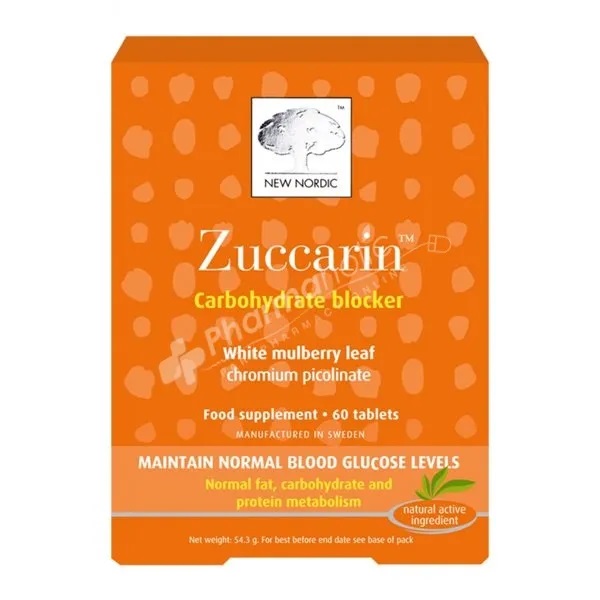 ™
NEW NORDIC
Zuccarin™
Carbohydrate blocker
White mulberry leaf
chromium picolinate
Food supplement • 60 tablets
MANUFACTURED IN SWEDEN
MAINTAIN NORMAL BLOOD GLUCOSE LEVELS
Normal fat, carbohydrate and
protein metabolism
natural active
ingredient
Net weight: 54.3 g. For best before end date see base of pack